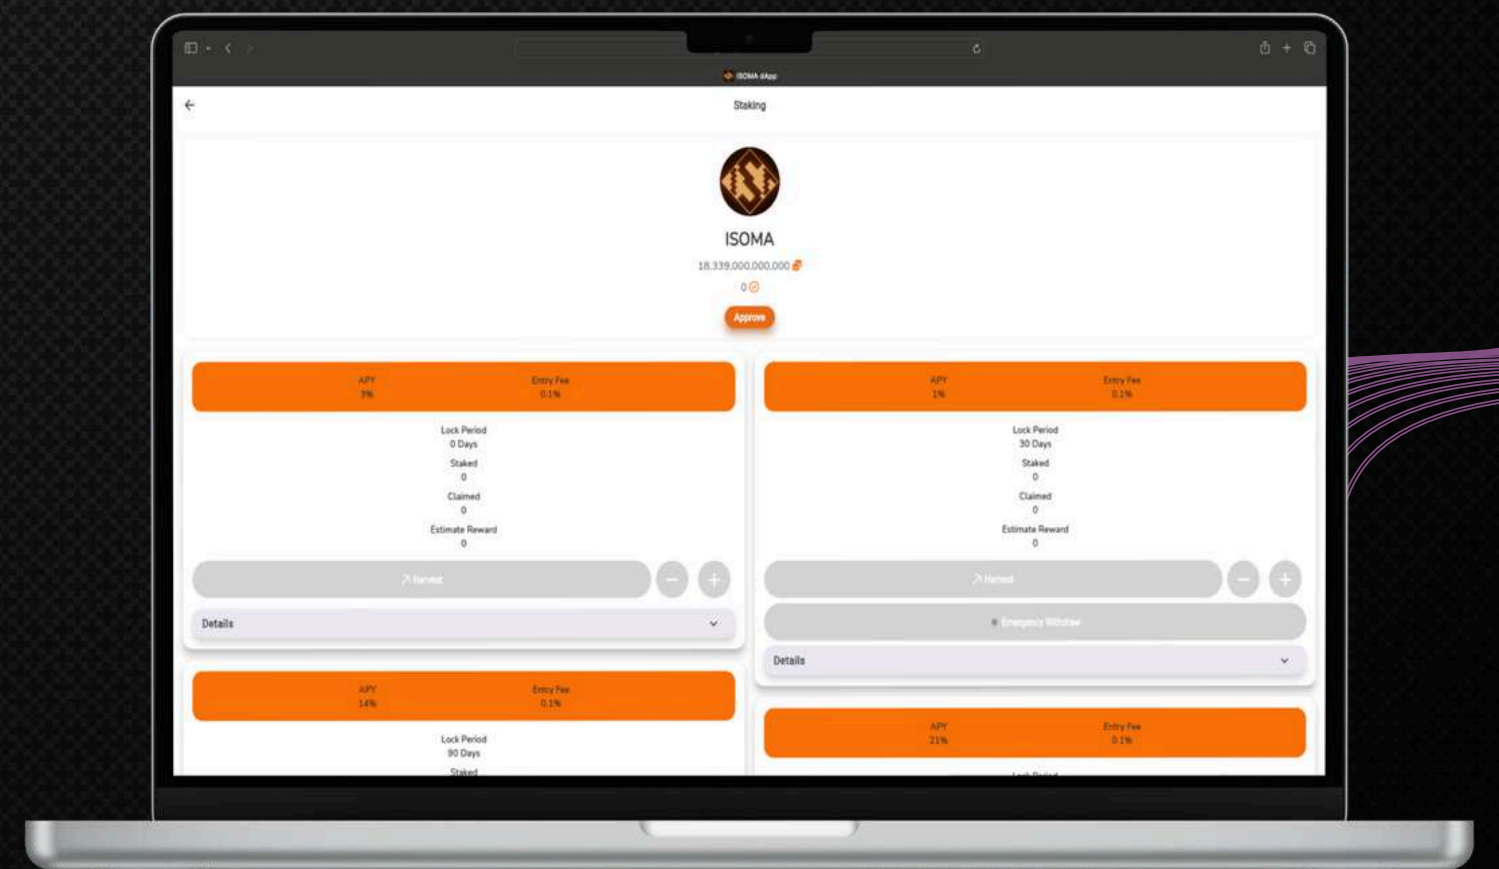 ISOMA dApp
Staking
ISOMA
18.339.000.000.000
0
Approve
APY
3%
Entry Fee
0.1%
Lock Period
0 Days
Staked
0
Claimed
0
Estimate Reward
0
Harvest
Details
APY
1%
Entry Fee
0.1%
Lock Period
30 Days
Staked
0
Claimed
0
Estimate Reward
0
Harvest
Emergency Withdraw
Details
APY
14%
Entry Fee
0.1%
Lock Period
90 Days
Staked
APY
21%
Entry Fee
0.1%
Lock Period